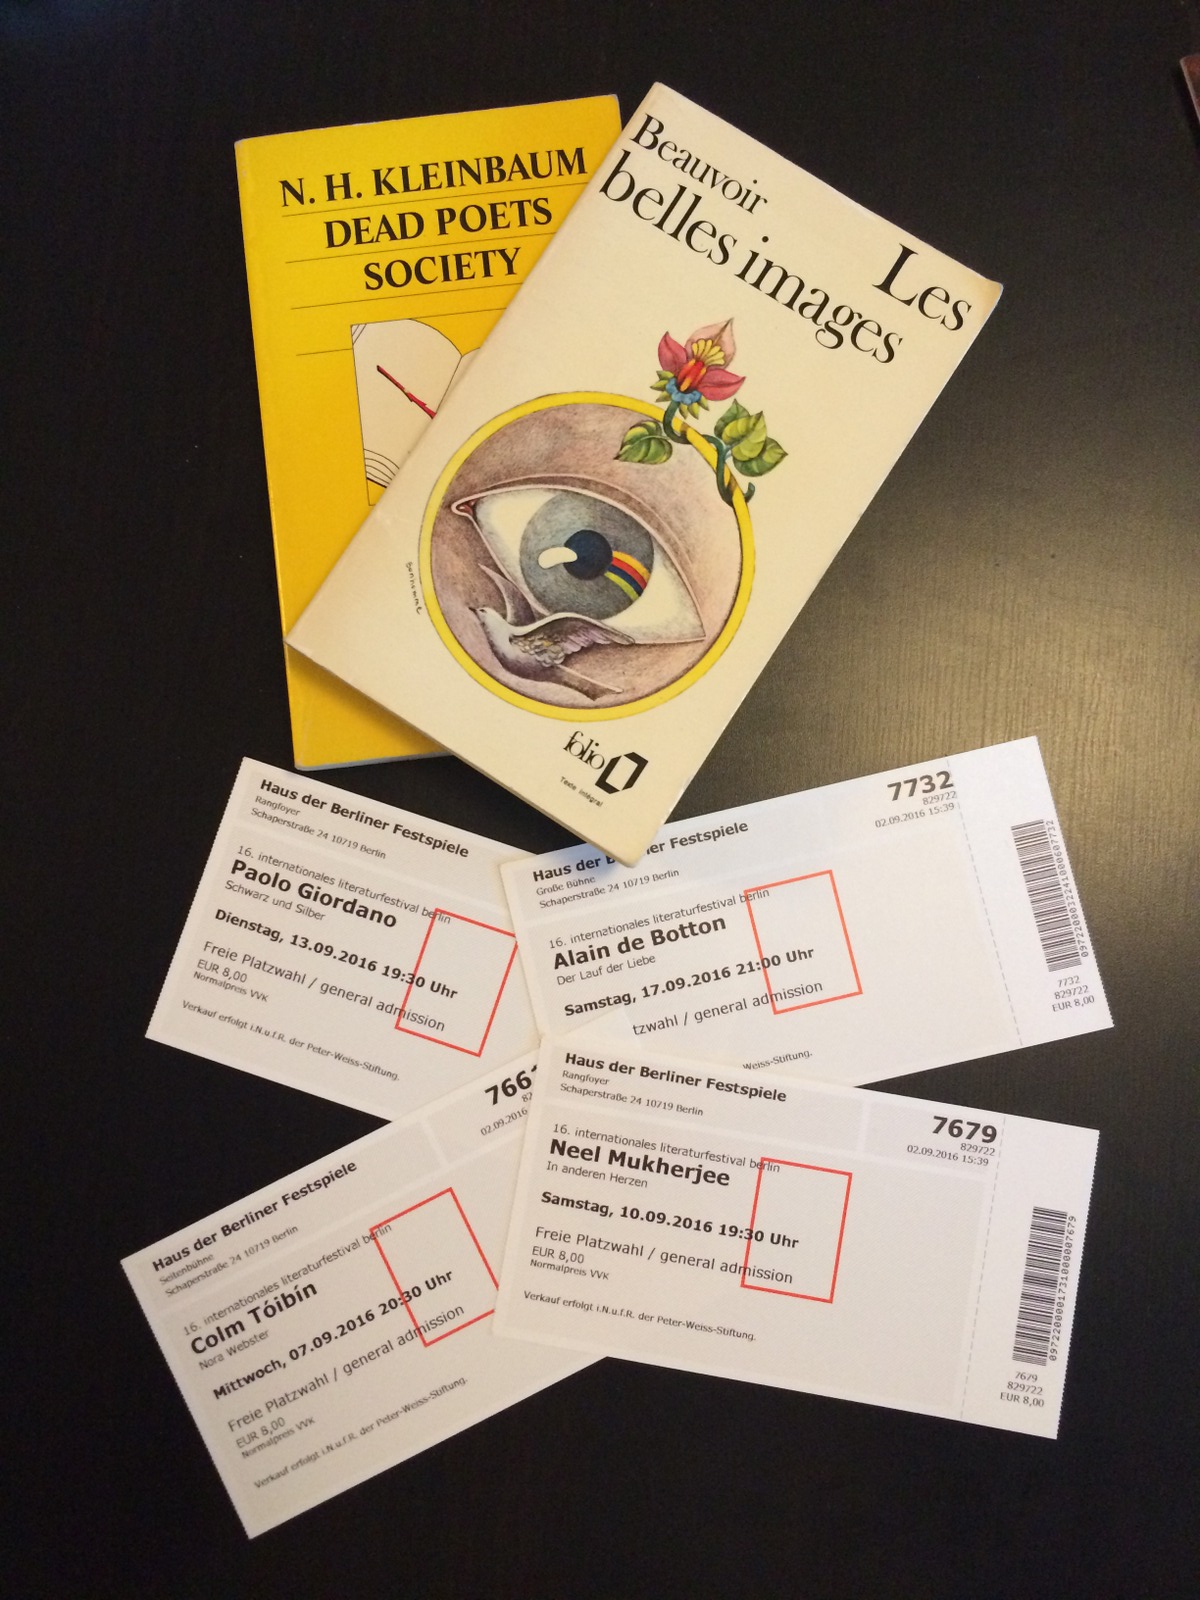 N. H. KLEINBAUM
DEAD POETS
SOCIETY
Beauvoir
Les
belles images
Bonhomme
folio
Texte intégral
Haus der Berliner Festspiele
Rangfoyer
Schaperstraße 24 10719 Berlin
16. internationales literaturfestival berlin
Paolo Giordano
Schwarz und Silber
Dienstag, 13.09.2016 19:30 Uhr
Freie Platzwahl / general admission
EUR 8,00
Normalpreis VVK
Verkauf erfolgt i.N.u.f.R. der Peter-Weiss-Stiftung.
Haus der Berliner Festspiele
Große Bühne
Schaperstraße 24 10719 Berlin
7732
829722
02.09.2016 15:39
16. internationales literaturfestival berlin
Alain de Botton
Der Lauf der Liebe
Samstag, 17.09.2016 21:00 Uhr
tzwahl / general admission
Weiss-Stiftung.
7732
829722
EUR 8,00
766
82
02.09.2016
Haus der Berliner Festspiele
Seitenbühne
Schaperstraße 24 10719 Berlin
16. internationales literaturfestival berlin
Colm Tóibín
Nora Webster
Mittwoch, 07.09.2016 20:30 Uhr
Freie Platzwahl / general admission
EUR 8,00
Normalpreis VVK
Verkauf erfolgt i.N.u.f.R. der Peter-Weiss-Stiftung.
Haus der Berliner Festspiele
Rangfoyer
Schaperstraße 24 10719 Berlin
7679
829722
02.09.2016 15:39
16. internationales literaturfestival berlin
Neel Mukherjee
In anderen Herzen
Samstag, 10.09.2016 19:30 Uhr
Freie Platzwahl / general admission
EUR 8,00
Normalpreis VVK
Verkauf erfolgt i.N.u.f.R. der Peter-Weiss-Stiftung.
7679
829722
EUR 8,00